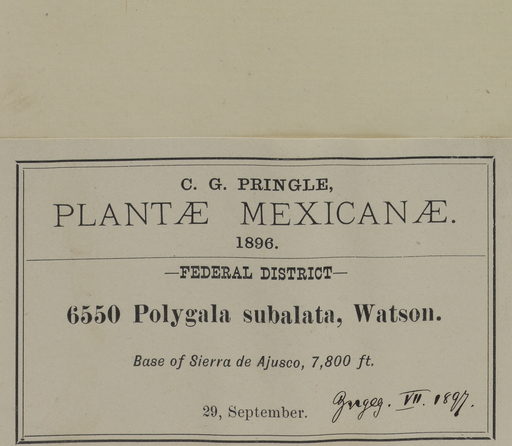 C. G. PRINGLE,
PLANTÆ MEXICANÆ.
1896.
—FEDERAL DISTRICT—
6550 Polygala subalata, Watson.
Base of Sierra de Ajusco, 7,800 ft.
29, September.
VII. 1897.